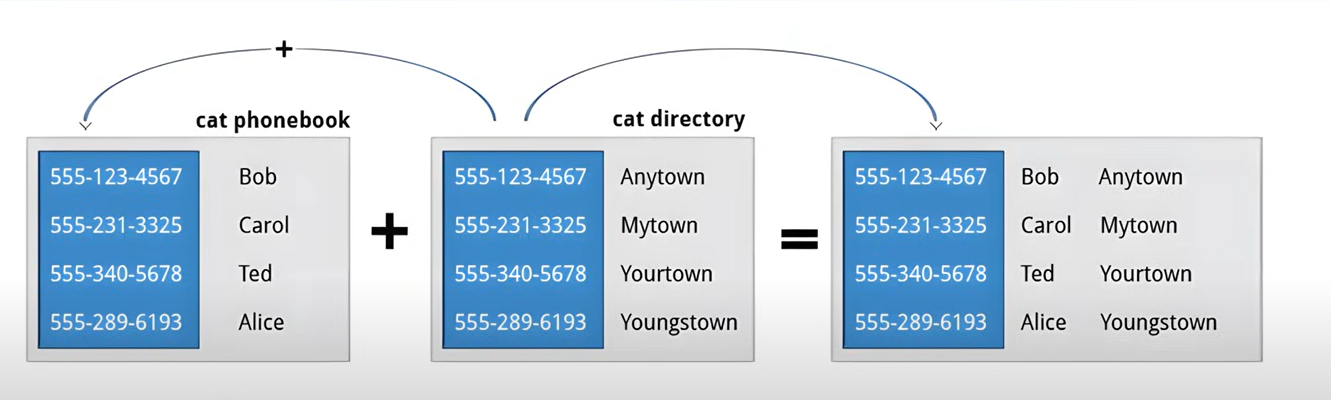 +
cat phonebook
555-123-4567 Bob
555-231-3325 Carol
555-340-5678 Ted
555-289-6193 Alice
+
cat directory
555-123-4567 Anytown
555-231-3325 Mytown
555-340-5678 Yourtown
555-289-6193 Youngstown
=
555-123-4567 Bob Anytown
555-231-3325 Carol Mytown
555-340-5678 Ted Yourtown
555-289-6193 Alice Youngstown